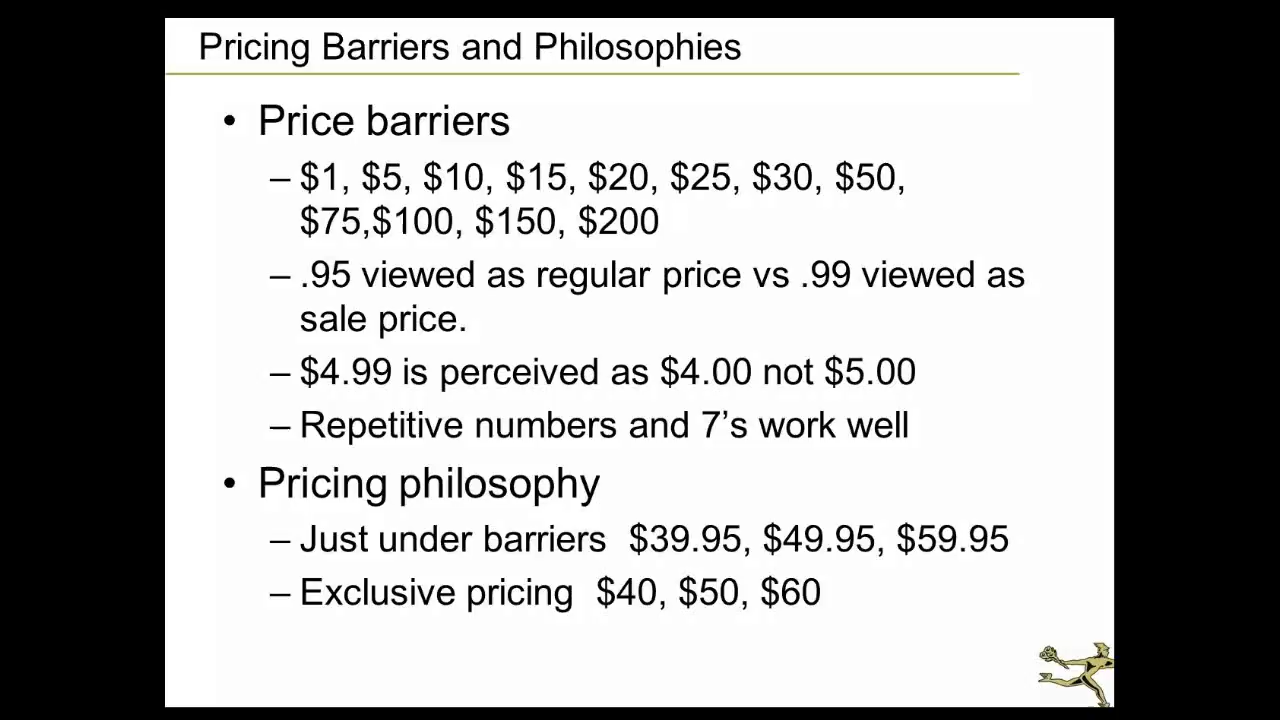 Pricing Barriers and Philosophies
• Price barriers
– $1, $5, $10, $15, $20, $25, $30, $50,
$75,$100, $150, $200
– .95 viewed as regular price vs .99 viewed as
sale price.
– $4.99 is perceived as $4.00 not $5.00
– Repetitive numbers and 7’s work well
• Pricing philosophy
– Just under barriers $39.95, $49.95, $59.95
– Exclusive pricing $40, $50, $60